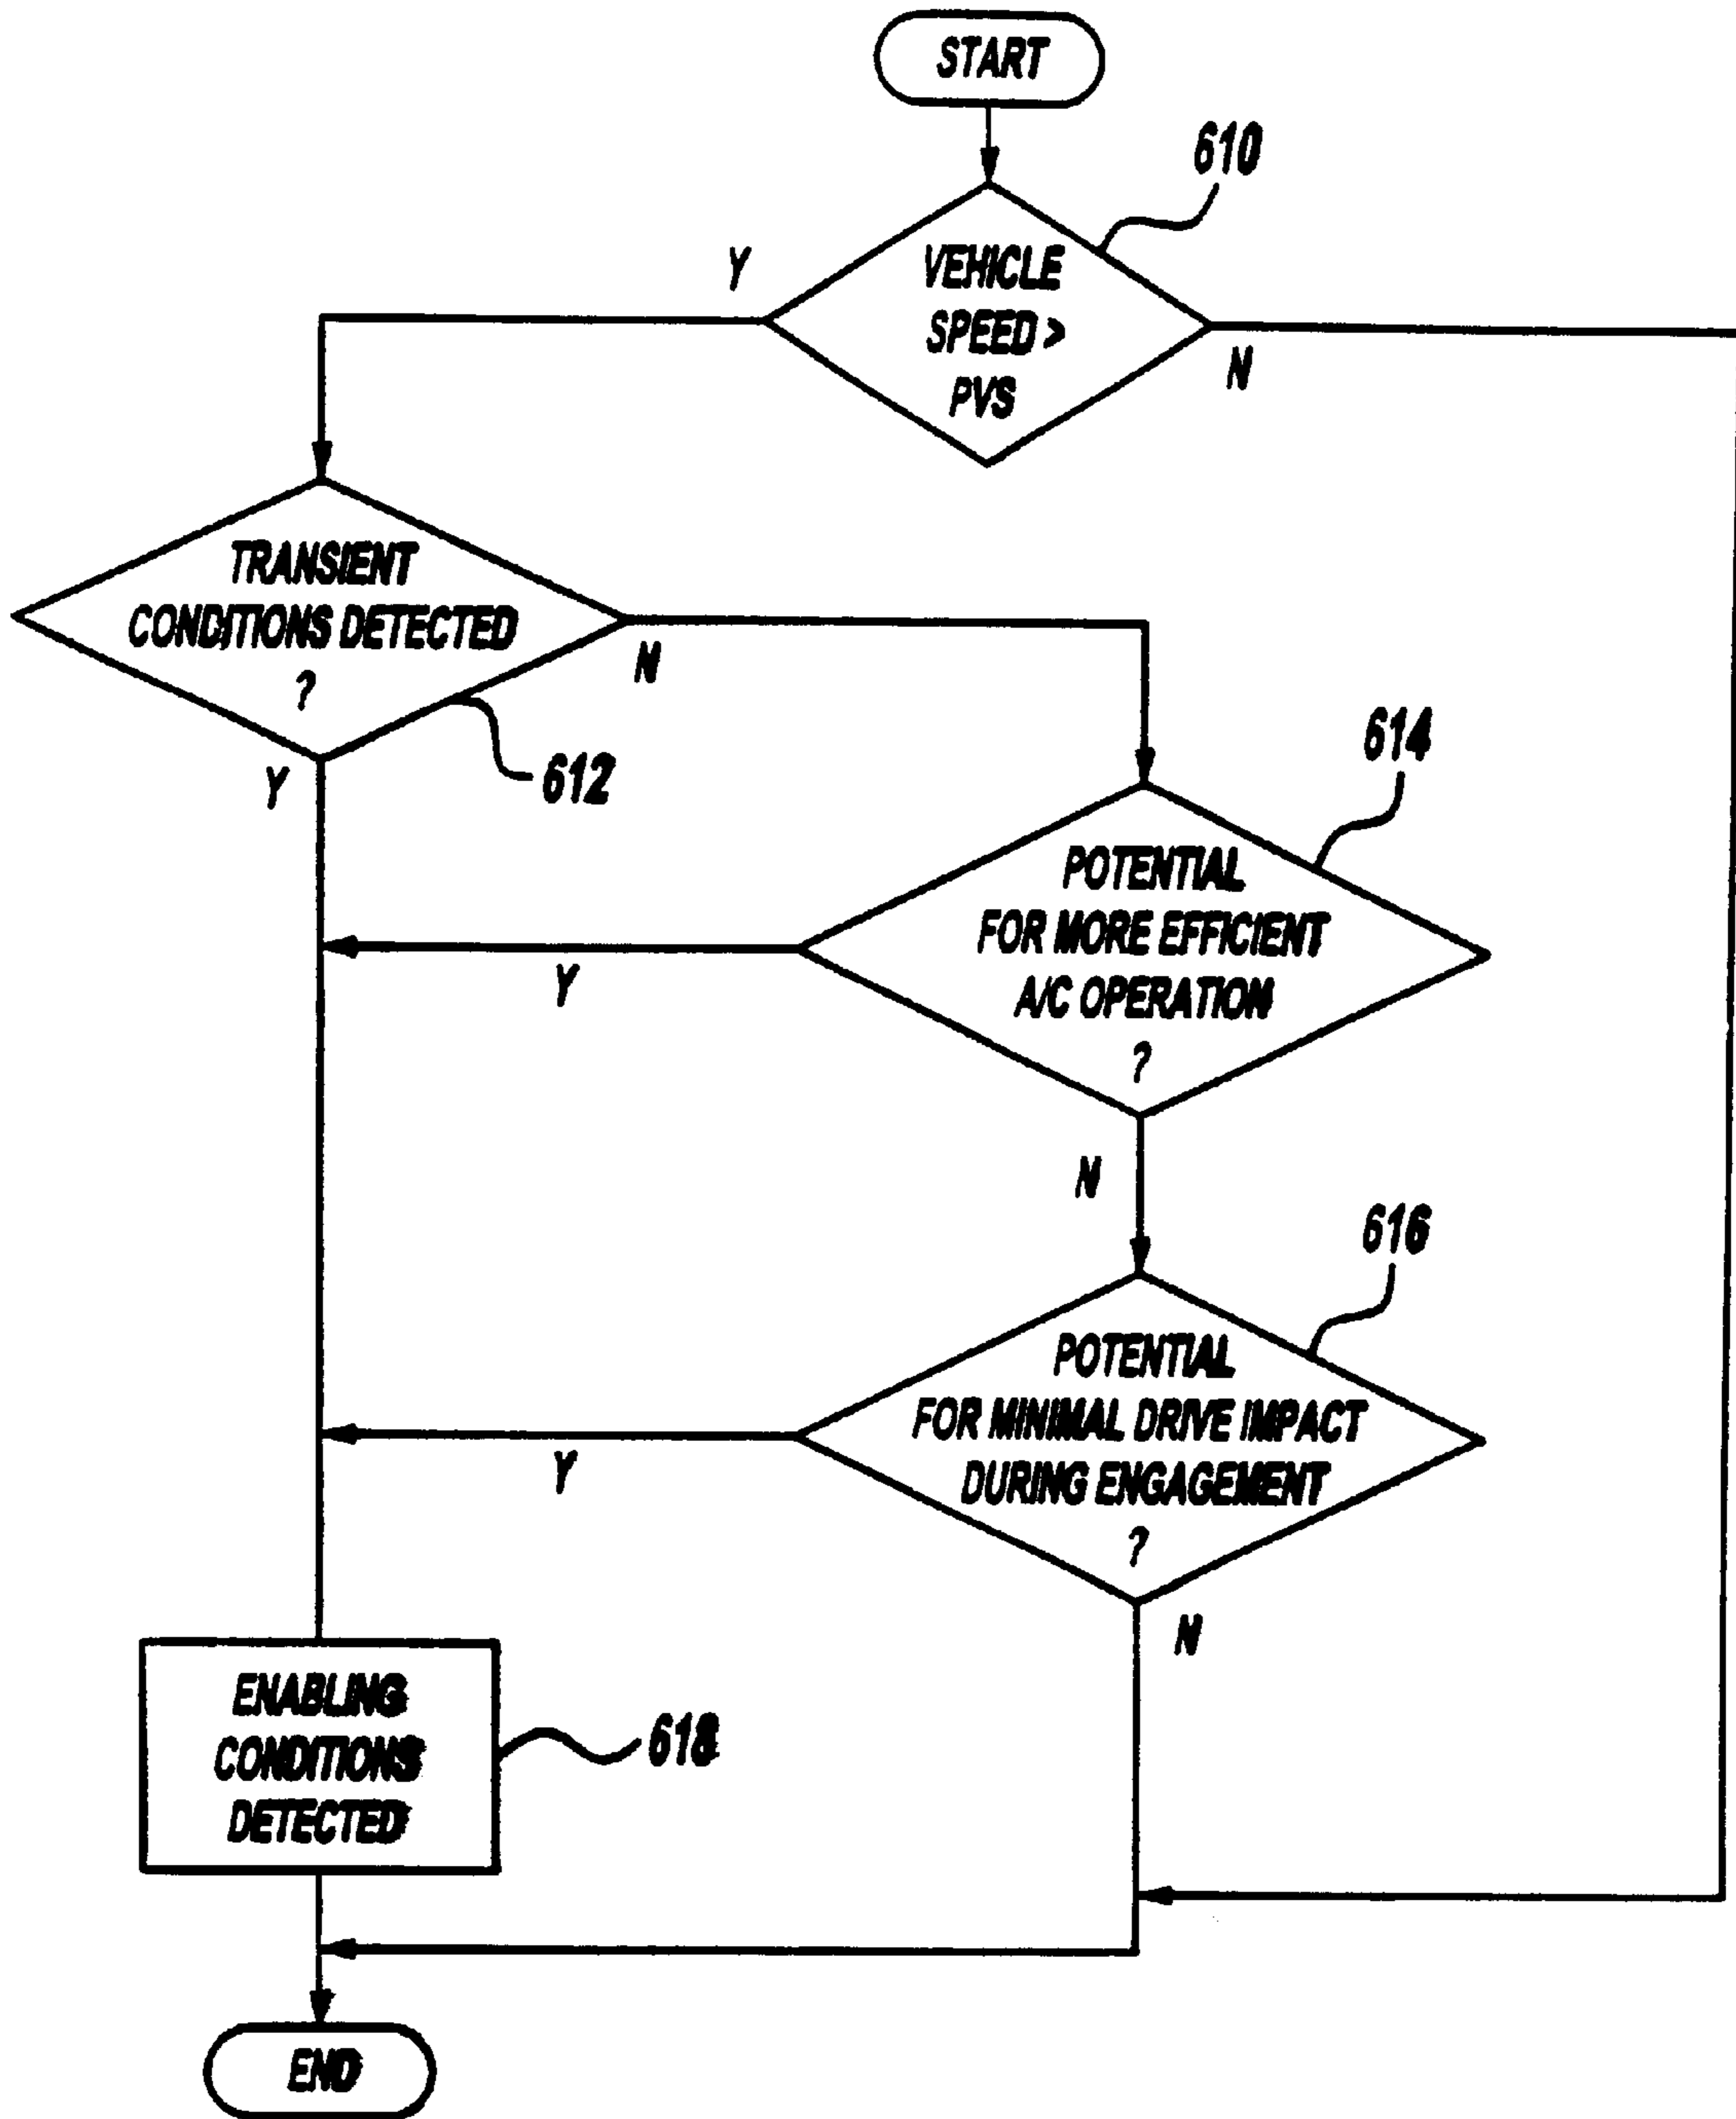 START
610
Y
VEHICLE
SPEED >
PVS
N
TRANSIENT
CONDITIONS DETECTED
?
N
Y
612
614
POTENTIAL
FOR MORE EFFICIENT
A/C OPERATION
?
Y
N
616
POTENTIAL
FOR MINIMAL DRIVE IMPACT
DURING ENGAGEMENT
?
Y
N
ENABLING
CONDITIONS
DETECTED
618
END